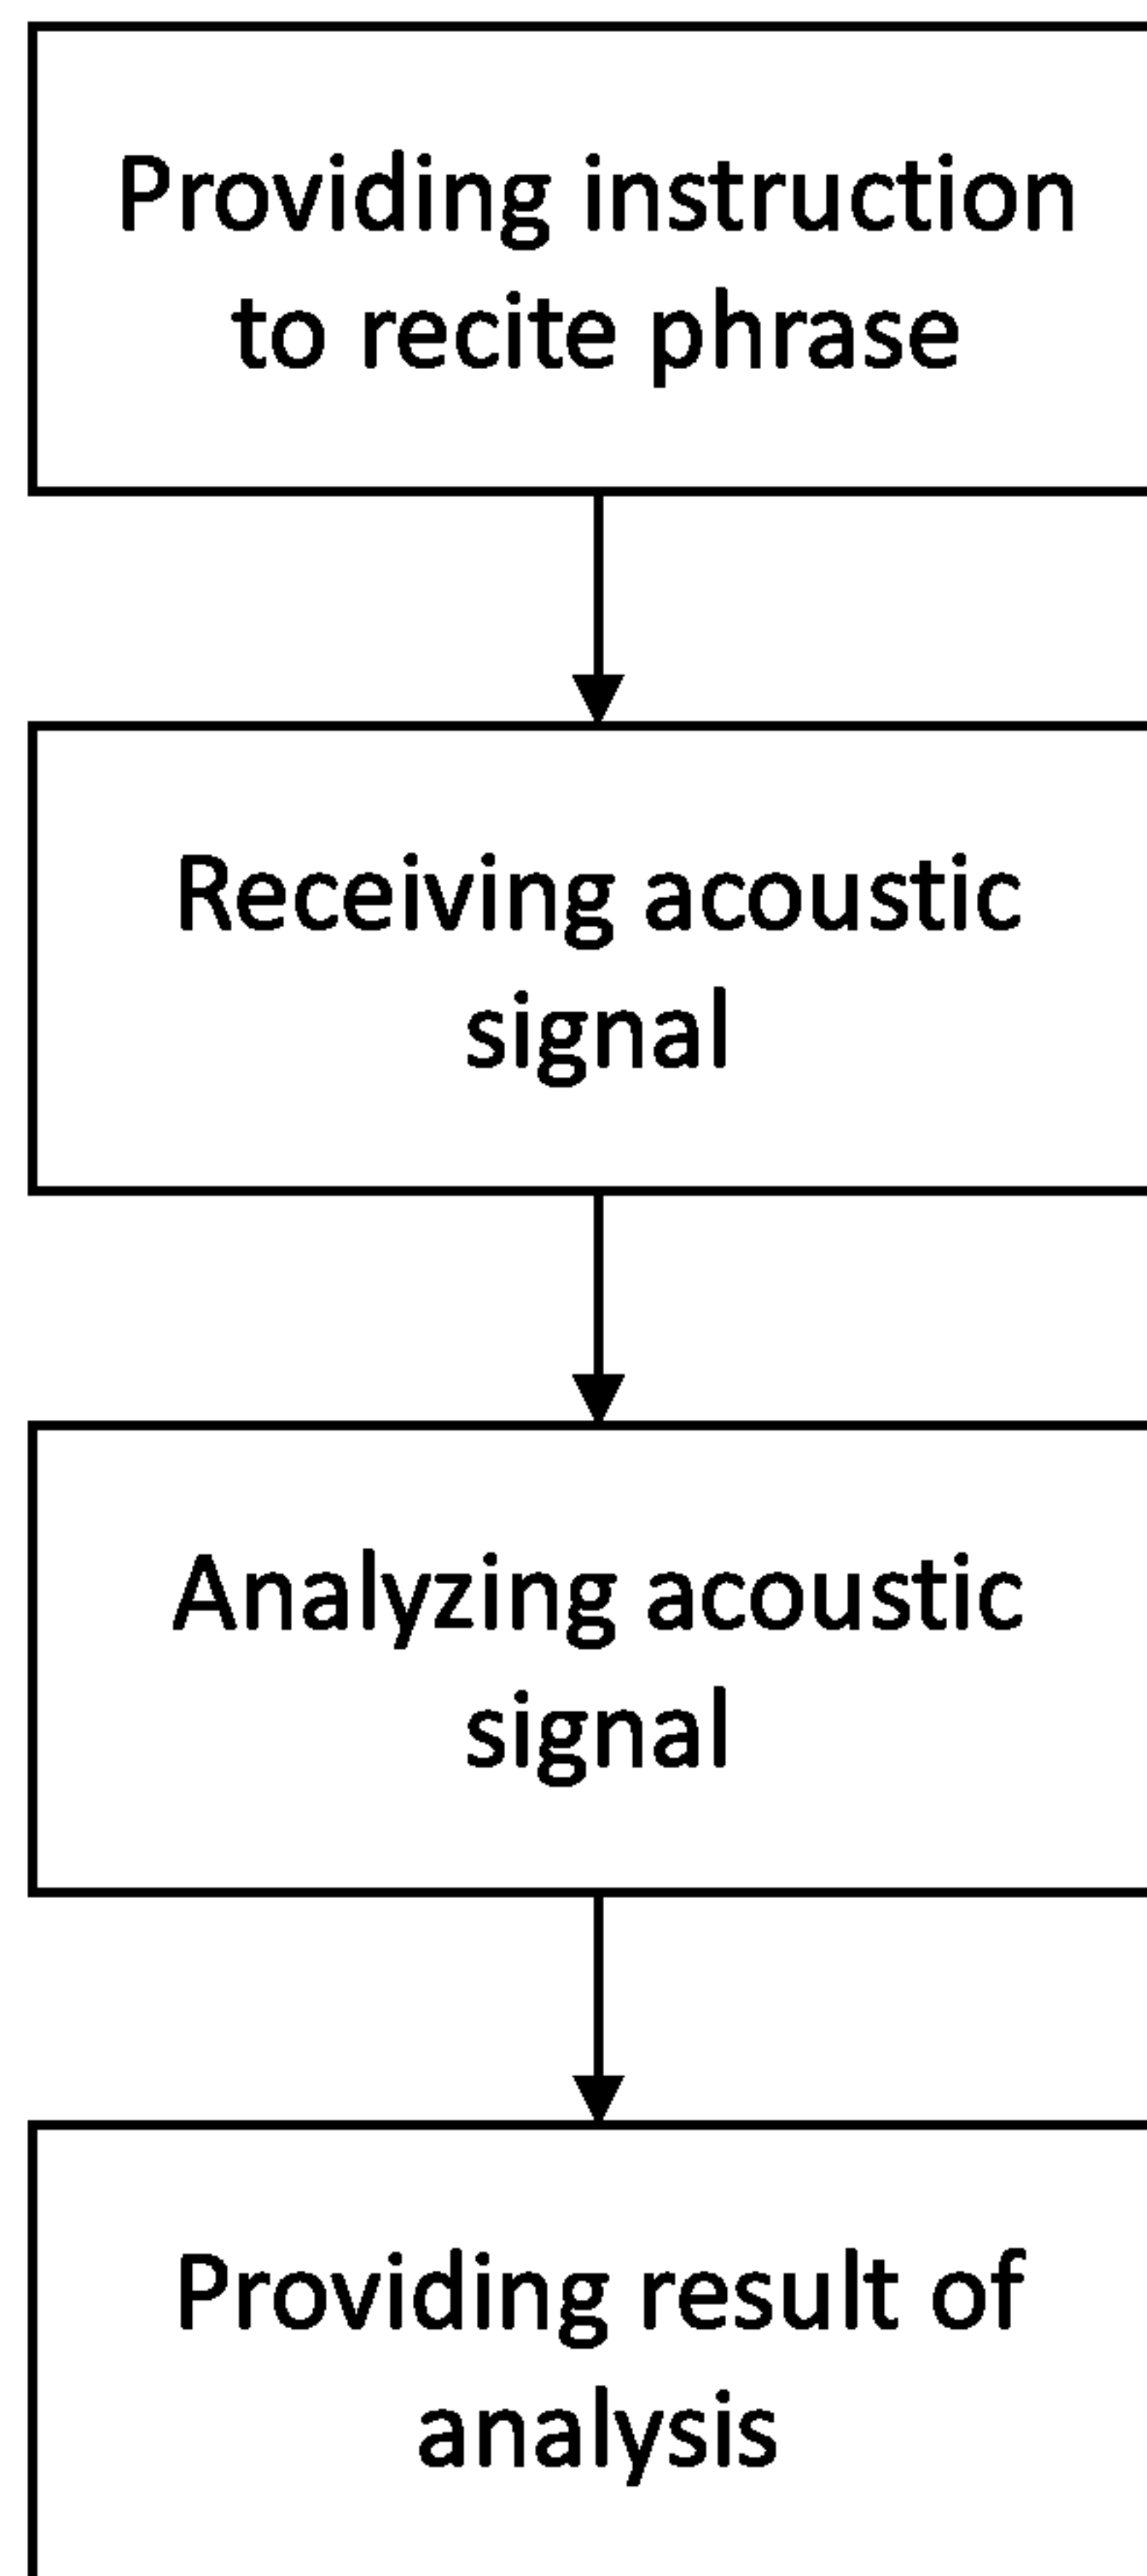 Providing instruction
to recite phrase
Receiving acoustic
signal
Analyzing acoustic
signal
Providing result of
analysis